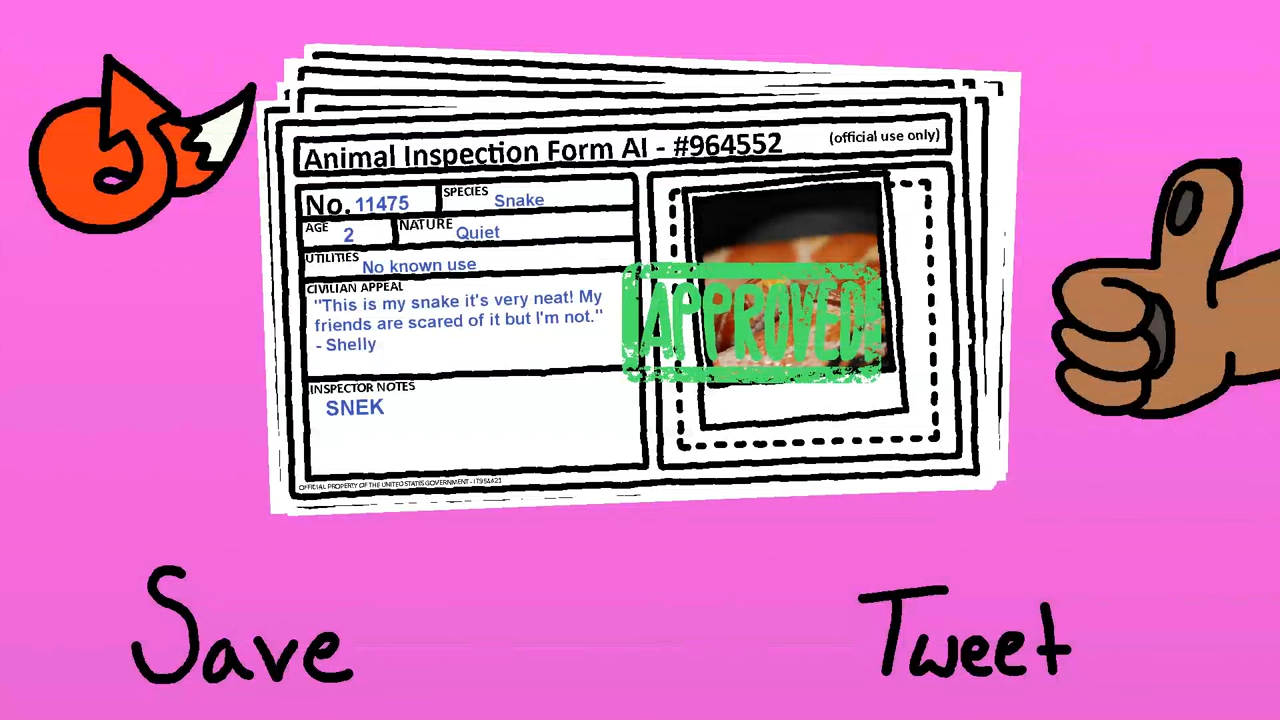 Animal Inspection Form AI - #964552 (official use only)
No. 11475
SPECIES Snake
AGE 2
NATURE Quiet
UTILITIES No known use
CIVILIAN APPEAL
"This is my snake it's very neat! My
friends are scared of it but I'm not."
- Shelly
INSPECTOR NOTES
SNEK
APPROVED!
OFFICIAL PROPERTY OF THE UNITED STATES GOVERNMENT -
Save
Tweet